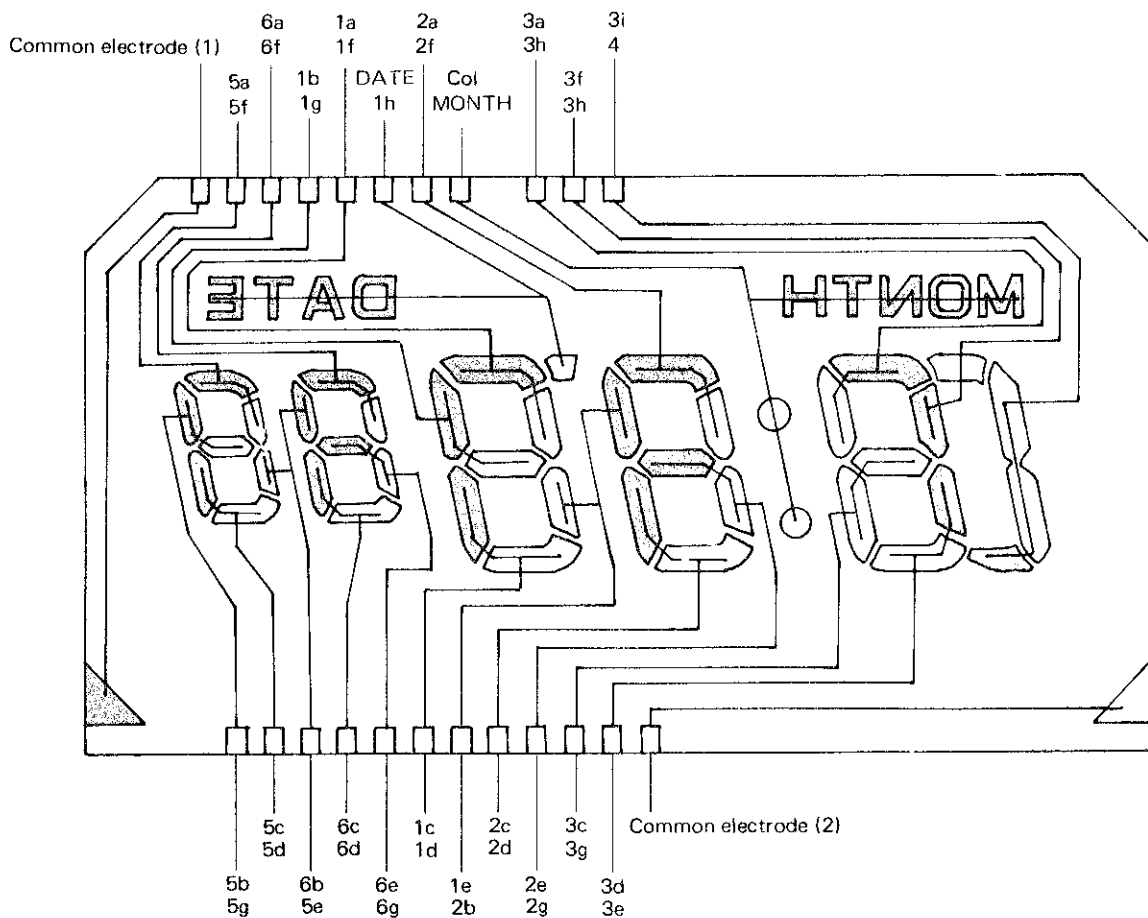 6a 1a 2a 3a 3i
Common electrode (1) 6f 1f 2f 3h 4
5a 1b DATE Col 3f
5f 1g 1h MONTH 3h
ETAD HTNOM
5c 6c 1c 2c 3c Common electrode (2)
5d 6d 1d 2d 3g
5b 6b 6e 1e 2e 3d
5g 5e 6g 2b 2g 3e